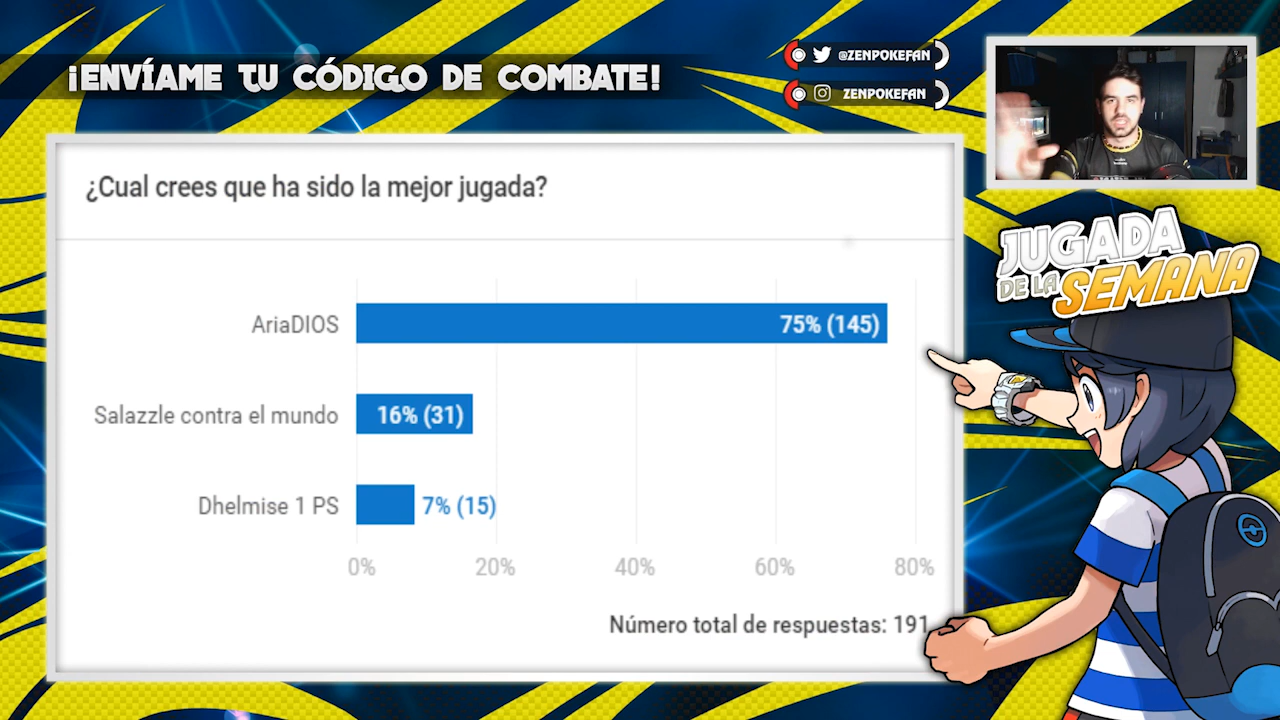 ¡ENVÍAME TU CÓDIGO DE COMBATE!
@ZENPOKEFAN
ZENPOKEFAN
JUGADA
DE LA SEMANA
¿Cual crees que ha sido la mejor jugada?
AriaDIOS 75% (145)
Salazzle contra el mundo 16% (31)
Dhelmise 1 PS 7% (15)
0% 20% 40% 60% 80%
Número total de respuestas: 191